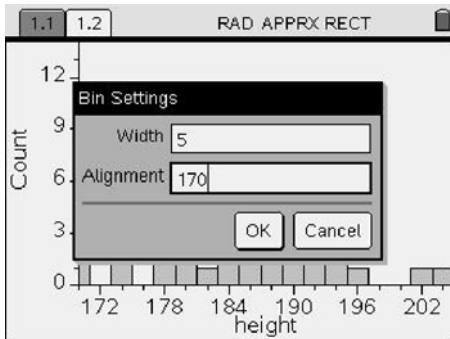 1.1 1.2 RAD APPRX RECT
12
Bin Settings
9
Width 5
Count
6
Alignment 170
3
OK Cancel
0
172 178 184 190 196 202
height